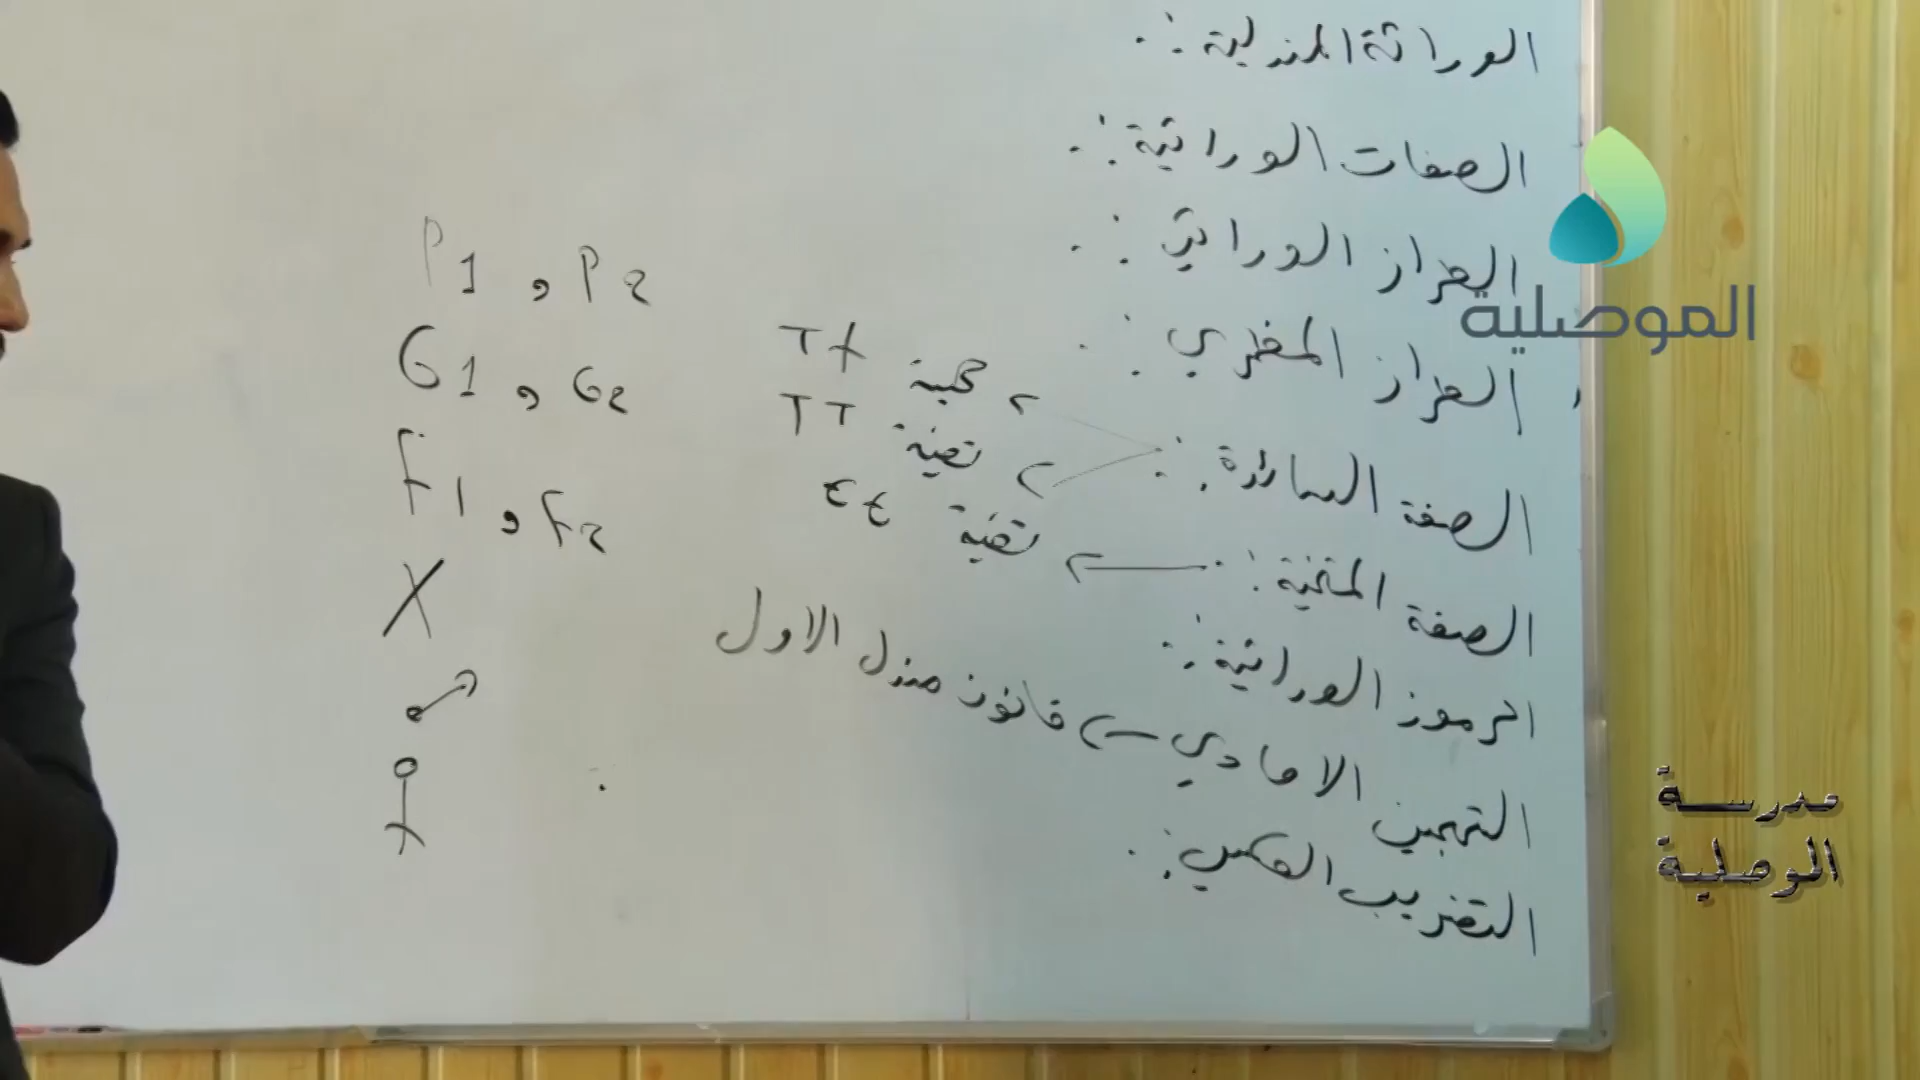 الوراثة المندلية :.
الصفات الوراثية :.
الطراز الوراثي :.
الطراز المظهري :.
الصفة السائدة :.
هجينة Tt
نقية TT
الصفة المتنحية :.
نقية tt
الرموز الوراثية :.
التهجين الاحادي
قانون مندل الاول
التضريب العكسي :.
P1 , P2
G1 , G2
F1 , F2
X
الموصلية
مدرسة
الوصلية